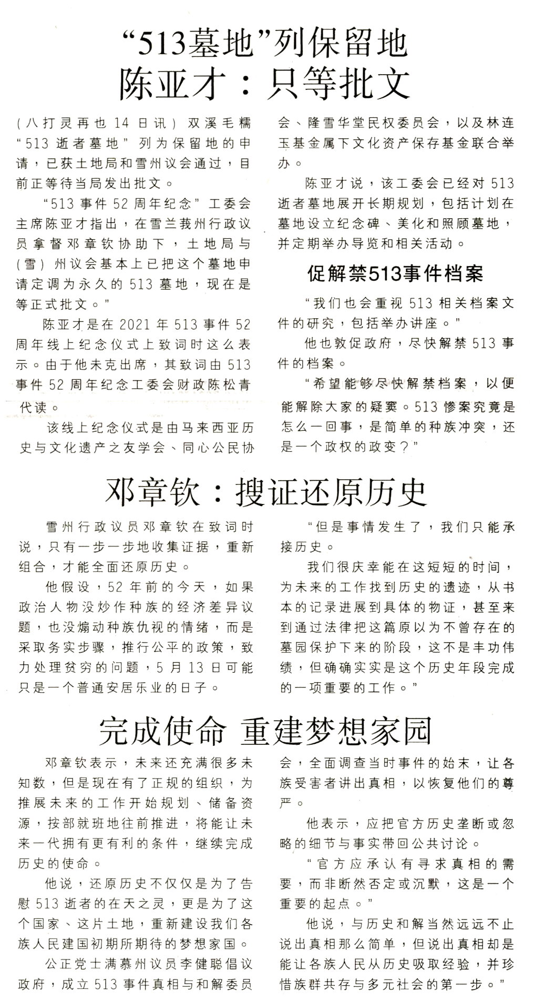 “513墓地”列保留地
陈亚才：只等批文
(八打灵再也14日讯) 双溪毛糯
“513逝者墓地” 列为保留地的申
请，已获土地局和雪州议会通过，目
前正等待当局发出批文。
“513 事件 52 周年纪念” 工委会
主席陈亚才指出，在雪兰莪州行政议
员拿督邓章钦协助下，土地局与
(雪) 州议会基本上已把这个墓地申
请定调为永久的 513 墓地，现在是
等正式批文。”
陈亚才是在 2021 年 513 事件 52
周年线上纪念仪式上致词时这么表
示。由于他未克出席，其致词由 513
事件 52 周年纪念工委会财政陈松青
代读。
该线上纪念仪式是由马来西亚历
史与文化遗产之友学会、同心公民协
会、隆雪华堂民权委员会，以及林连
玉基金属下文化资产保存基金联合举
办。
陈亚才说，该工委会已经对 513
逝者墓地展开长期规划，包括计划在
墓地设立纪念碑、美化和照顾墓地，
并定期举办导览和相关活动。
促解禁513事件档案
“我们也会重视 513 相关档案文
件的研究，包括举办讲座。”
他也敦促政府，尽快解禁 513 事
件的档案。
“希望能够尽快解禁档案，以便
能解除大家的疑窦。513 惨案究竟是
怎么一回事，是简单的种族冲突，还
是一个政权的政变？”
邓章钦：搜证还原历史
雪州行政议员邓章钦在致词时
说，只有一步一步地收集证据，重新
组合，才能全面还原历史。
他假设，52 年前的今天，如果
政治人物没炒作种族的经济差异议
题，也没煽动种族仇视的情绪，而是
采取务实步骤，推行公平的政策，致
力处理贫穷的问题，5 月 13 日可能
只是一个普通安居乐业的日子。
“但是事情发生了，我们只能承
接历史。
我们很庆幸能在这短短的时间，
为未来的工作找到历史的遗迹，从书
本的记录进展到具体的物证，甚至来
到通过法律把这篇原以为不曾存在的
墓园保护下来的阶段，这不是丰功伟
绩，但确确实实是这个历史年段完成
的一项重要的工作。”
完成使命 重建梦想家园
邓章钦表示，未来还充满很多未
知数，但是现在有了正规的组织，为
推展未来的工作开始规划、储备资
源，按部就班地往前推进，将能让未
来一代拥有更有利的条件，继续完成
历史的使命。
他说，还原历史不仅仅是为了告
慰 513 逝者的在天之灵，更是为了这
个国家、这片土地，重新建设我们各
族人民建国初期所期待的梦想家国。
公正党士满慕州议员李健聪倡议
政府，成立 513 事件真相与和解委员
会，全面调查当时事件的始末，让各
族受害者讲出真相，以恢复他们的尊
严。
他表示，应把官方历史垄断或忽
略的细节与事实带回公共讨论。
“官方应承认有寻求真相的需
要，而非断然否定或沉默，这是一个
重要的起点。”
他说，与历史和解当然远远不止
说出真相那么简单，但说出真相却是
能让各族人民从历史吸取经验，并珍
惜族群共存与多元社会的第一步。”